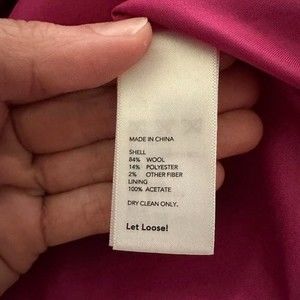 MADE IN CHINA
SHELL
84% WOOL
14% POLYESTER
2% OTHER FIBER
LINING
100% ACETATE
DRY CLEAN ONLY.
Let Loose!